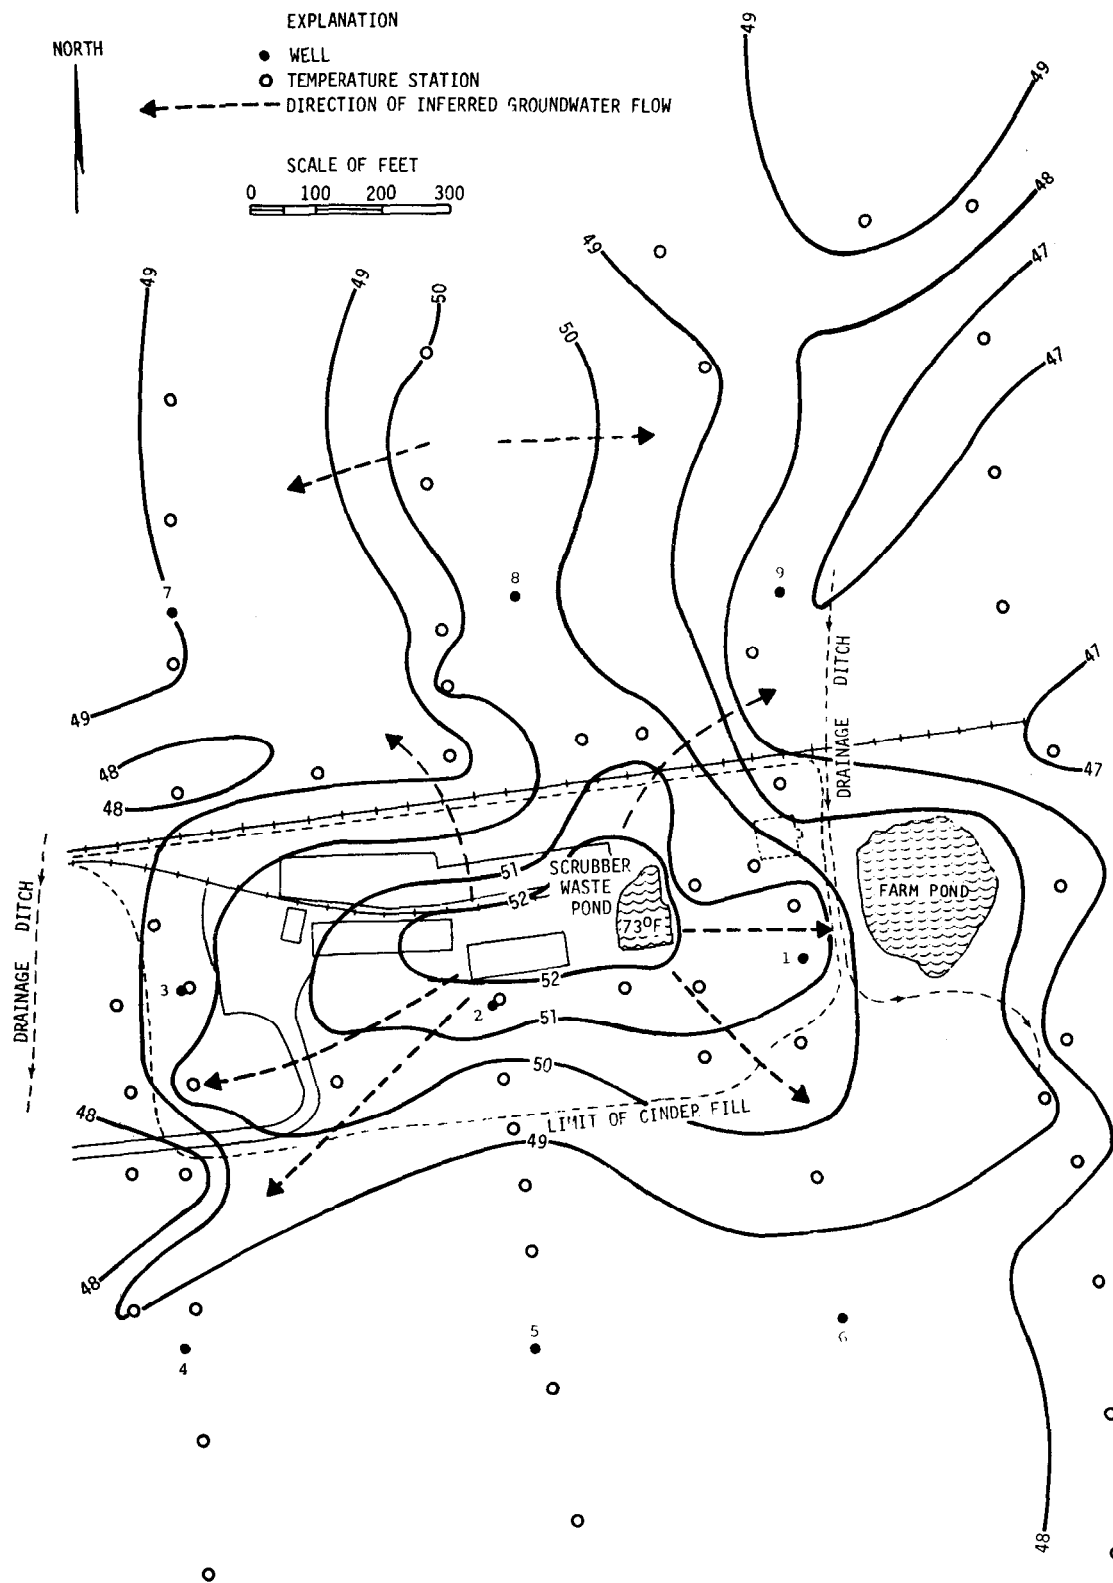 EXPLANATION
NORTH
WELL
TEMPERATURE STATION
DIRECTION OF INFERRED GROUNDWATER FLOW
SCALE OF FEET
0 100 200 300
49
49
48
47
47
49
49
50
49
50
7
8
9
49
47
47
48
48
DRAINAGE DITCH
51
52
SCRUBBER
WASTE
POND
73°F
FARM POND
DRAINAGE DITCH
3
2
1
52
51
50
49
LIMIT OF CINDER FILL
48
48
4
5
6
48